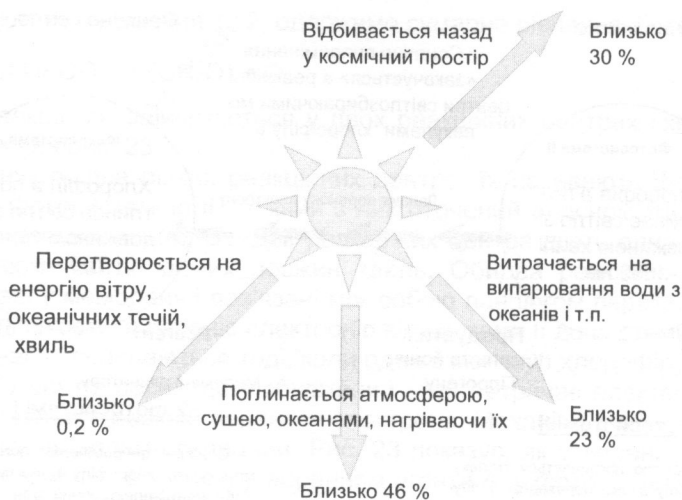 Відбивається назад
у космічний простір
Близько
30 %
Перетворюється на
енергію вітру,
океанічних течій,
хвиль
Витрачається на
випарування води з
океанів і т.п.
Близько
0,2 %
Поглинається атмосферою,
сушею, океанами, нагріваючи їх
Близько
23 %
Близько 46 %